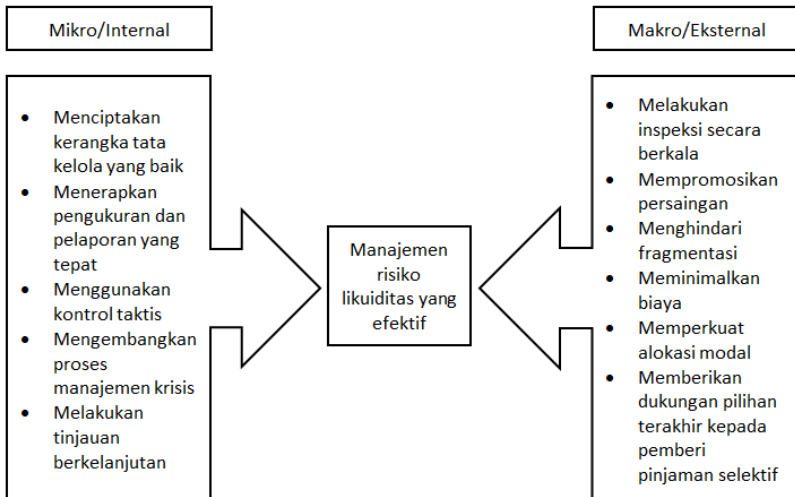 Mikro/Internal
• Menciptakan
kerangka tata
kelola yang baik
• Menerapkan
pengukuran dan
pelaporan yang
tepat
• Menggunakan
kontrol taktis
• Mengembangkan
proses
manajemen krisis
• Melakukan
tinjauan
berkelanjutan
Manajemen
risiko
likuiditas yang
efektif
Makro/Eksternal
• Melakukan
inspeksi secara
berkala
• Mempromosikan
persaingan
• Menghindari
fragmentasi
• Meminimalkan
biaya
• Memperkuat
alokasi modal
• Memberikan
dukungan pilihan
terakhir kepada
pemberi
pinjaman selektif